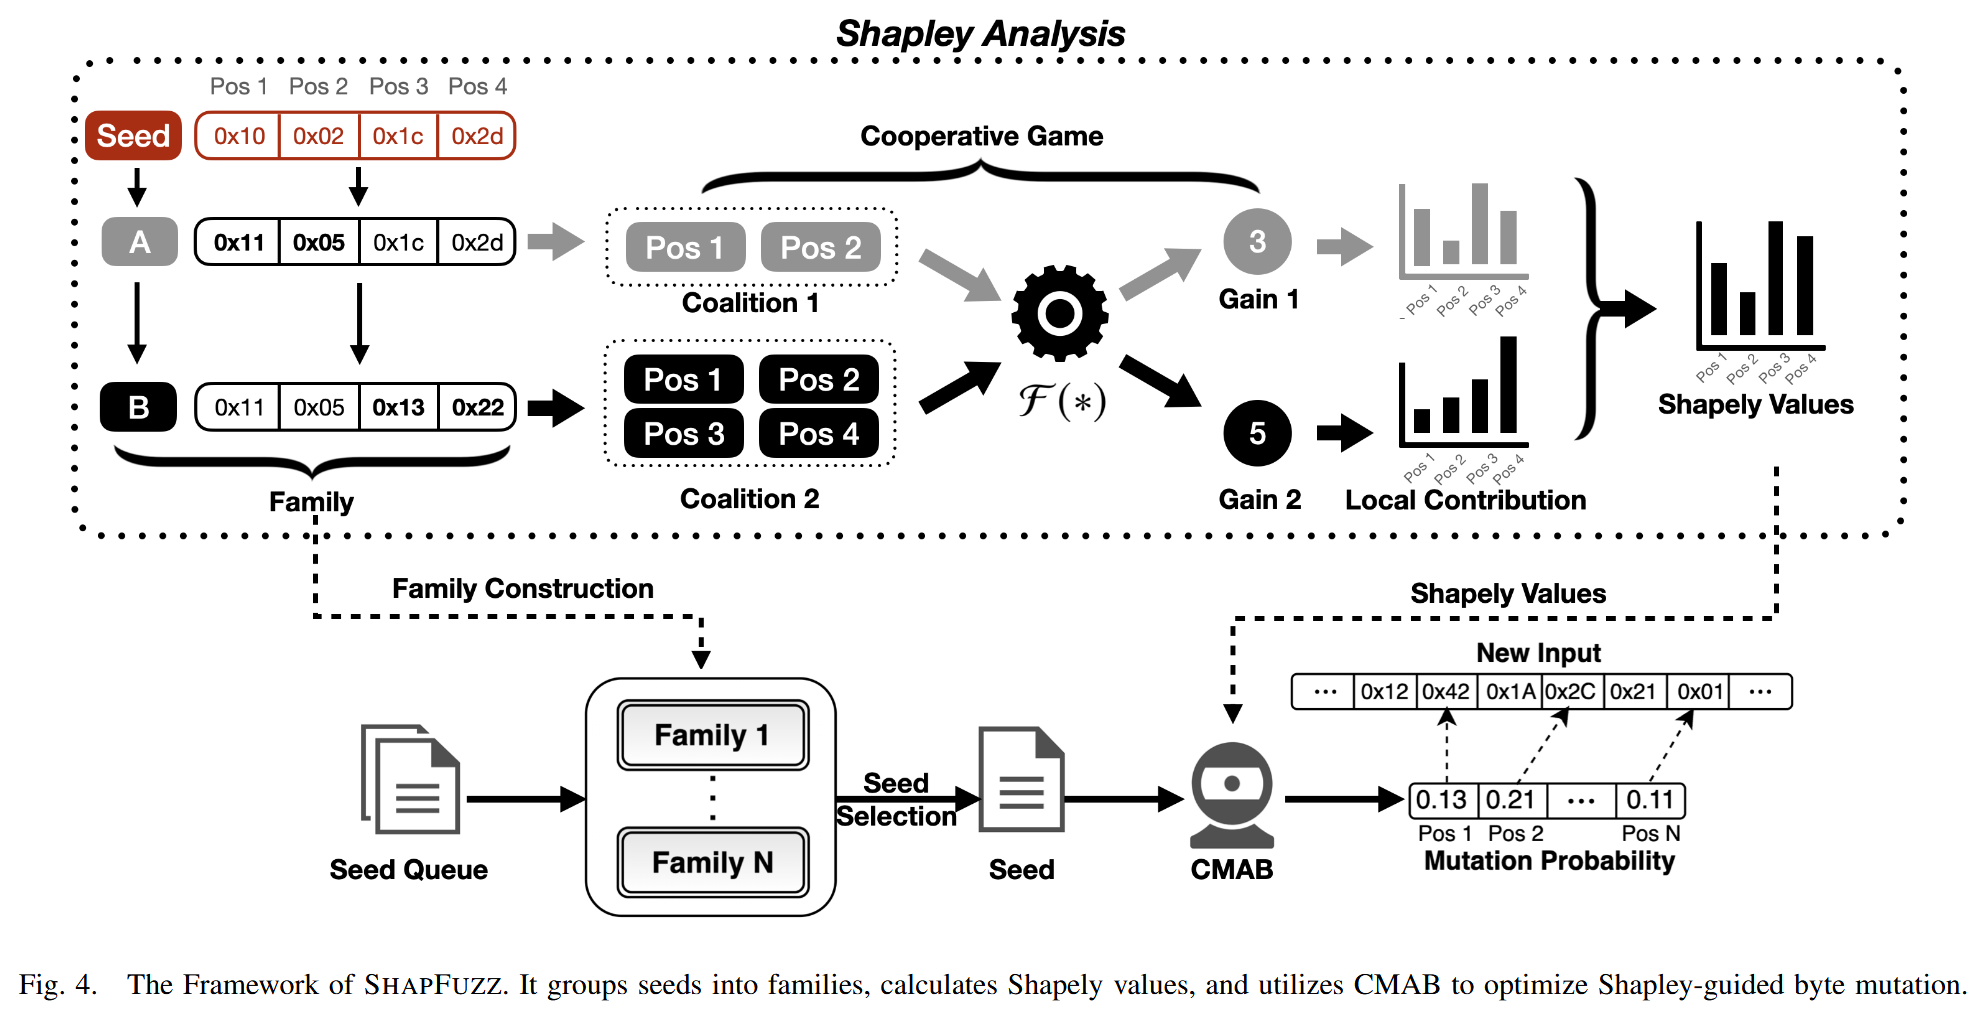 Shapley Analysis
Pos 1 Pos 2 Pos 3 Pos 4
Seed 0x10 0x02 0x1c 0x2d
A 0x11 0x05 0x1c 0x2d
B 0x11 0x05 0x13 0x22
Family
Cooperative Game
Pos 1 Pos 2
Coalition 1
Pos 1 Pos 2
Pos 3 Pos 4
Coalition 2
ℱ(∗)
3
Gain 1
5
Gain 2
Pos 1 Pos 2 Pos 3 Pos 4
Pos 1 Pos 2 Pos 3 Pos 4
Local Contribution
Pos 1 Pos 2 Pos 3 Pos 4
Shapely Values
Family Construction
Shapely Values
Seed Queue
Family 1
Family N
Seed
Selection
Seed
CMAB
New Input
... 0x12 0x42 0x1A 0x2C 0x21 0x01 ...
0.13 0.21 ... 0.11
Pos 1 Pos 2 Pos N
Mutation Probability
Fig. 4. The Framework of SHAPFUZZ. It groups seeds into families, calculates Shapely values, and utilizes CMAB to optimize Shapley-guided byte mutation.